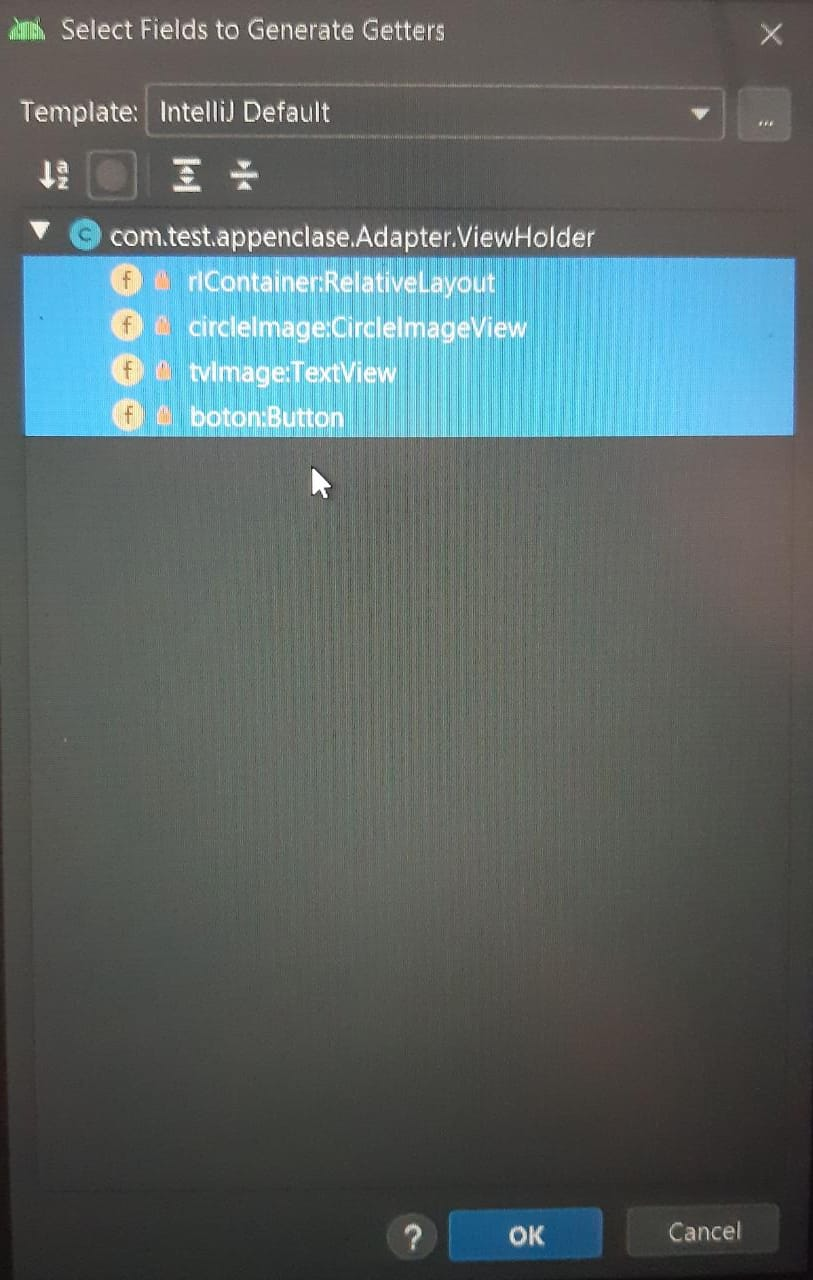 Select Fields to Generate Getters
Template: IntelliJ Default ...
com.test.appenclase.Adapter.ViewHolder
rlContainer:RelativeLayout
circleImage:CircleImageView
tvImage:TextView
boton:Button
? OK Cancel